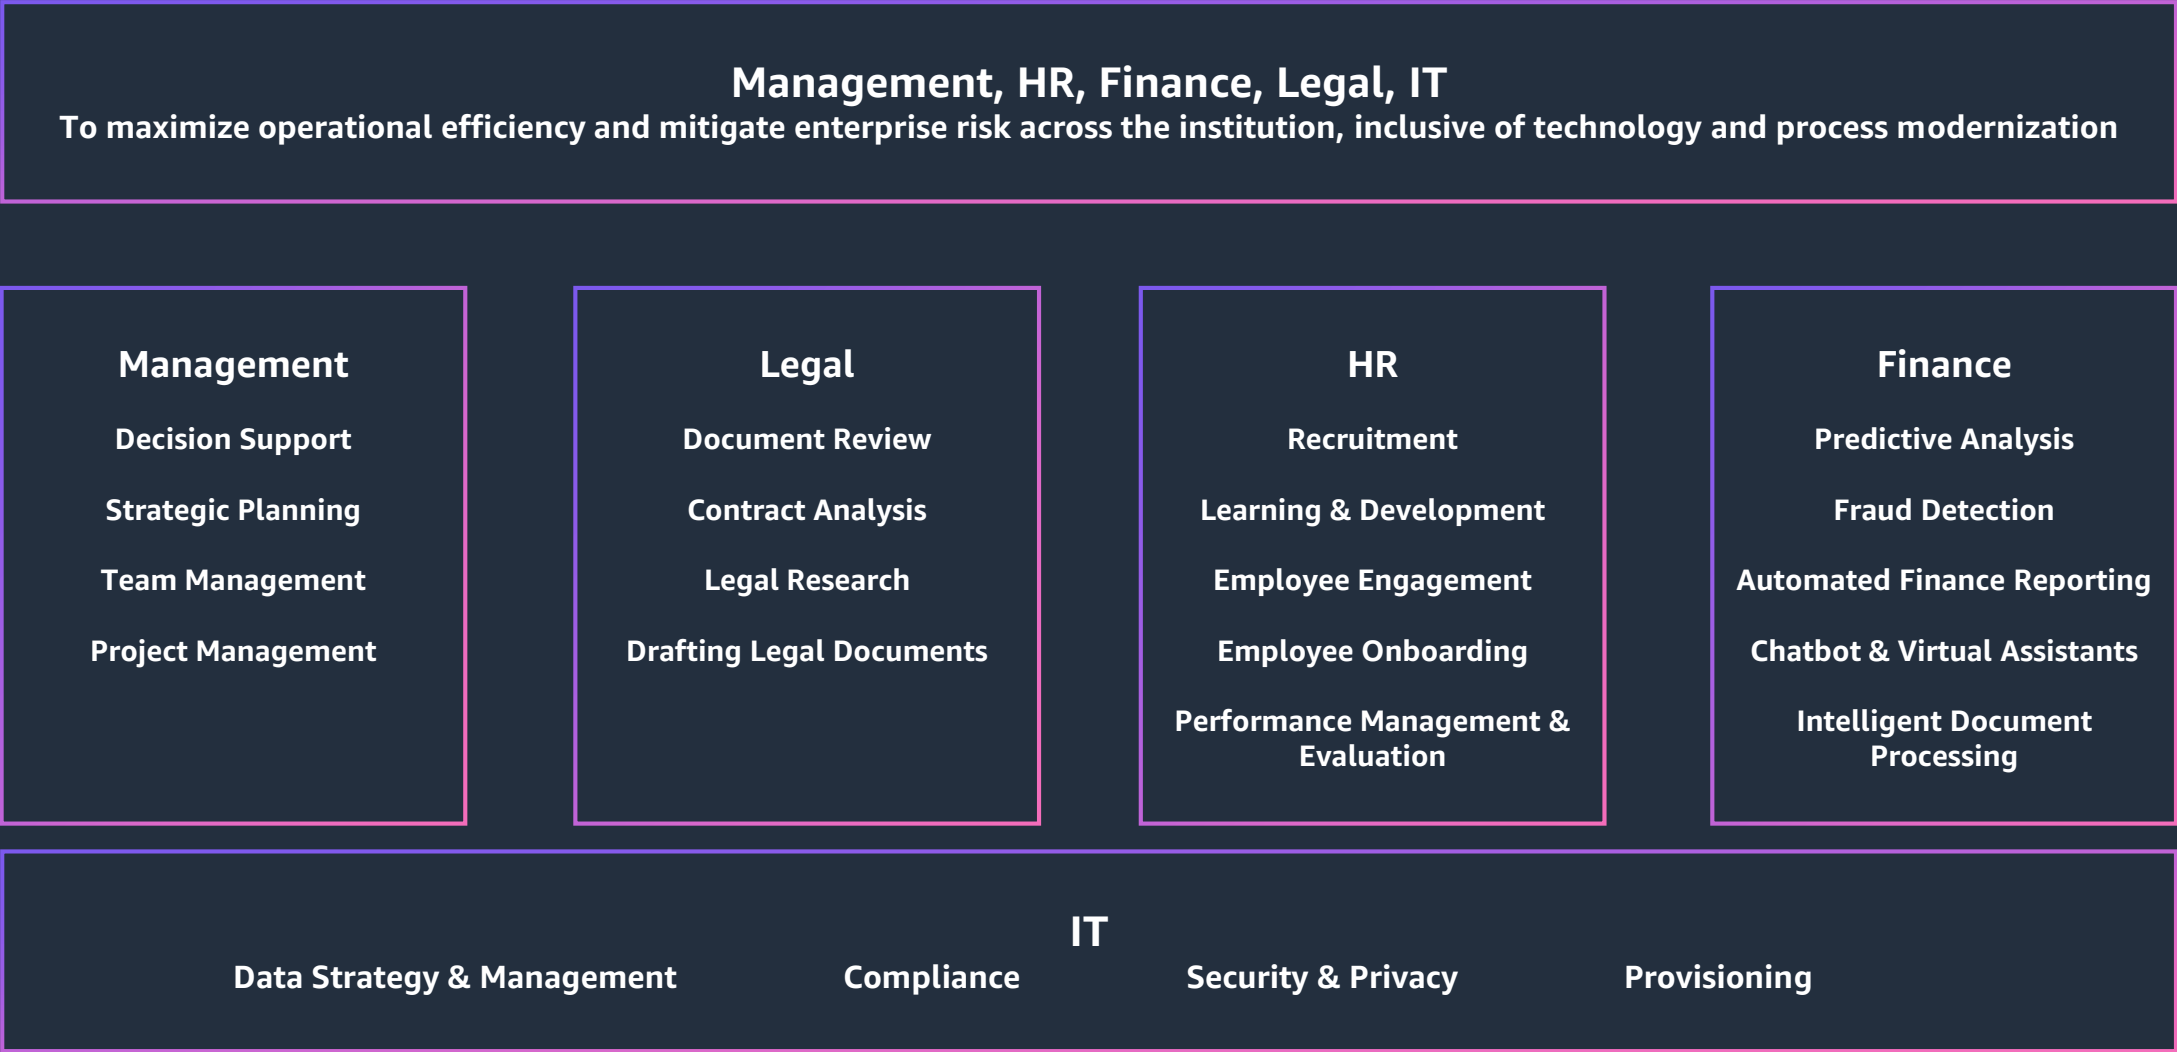 Management, HR, Finance, Legal, IT
To maximize operational efficiency and mitigate enterprise risk across the institution, inclusive of technology and process modernization
Management
Decision Support
Strategic Planning
Team Management
Project Management
Legal
Document Review
Contract Analysis
Legal Research
Drafting Legal Documents
HR
Recruitment
Learning & Development
Employee Engagement
Employee Onboarding
Performance Management &
Evaluation
Finance
Predictive Analysis
Fraud Detection
Automated Finance Reporting
Chatbot & Virtual Assistants
Intelligent Document
Processing
IT
Data Strategy & Management Compliance Security & Privacy Provisioning